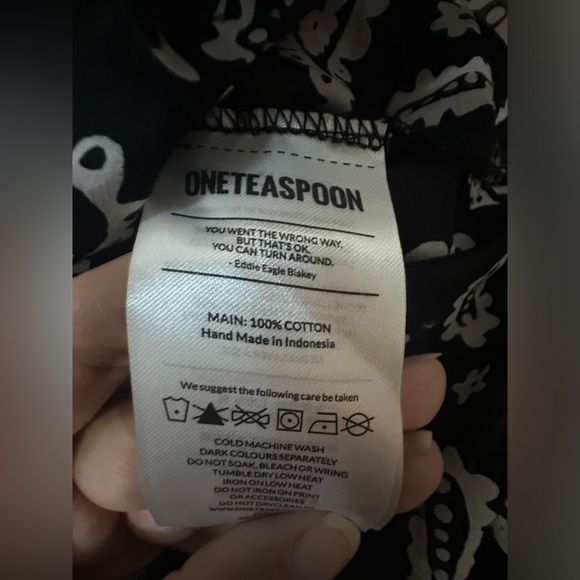 ONETEASPOON
YOU WENT THE WRONG WAY.
BUT THAT'S OK.
YOU CAN TURN AROUND.
- Eddie Eagle Blakey
MAIN: 100% COTTON
Hand Made in Indonesia
We suggest the following care be taken
COLD MACHINE WASH
DARK COLOURS SEPARATELY
DO NOT SOAK, BLEACH OR WRING
TUMBLE DRY LOW HEAT
IRON ON LOW HEAT
DO NOT IRON ON PRINT
OR ACCESSORIES
DO NOT DRYCLEAN